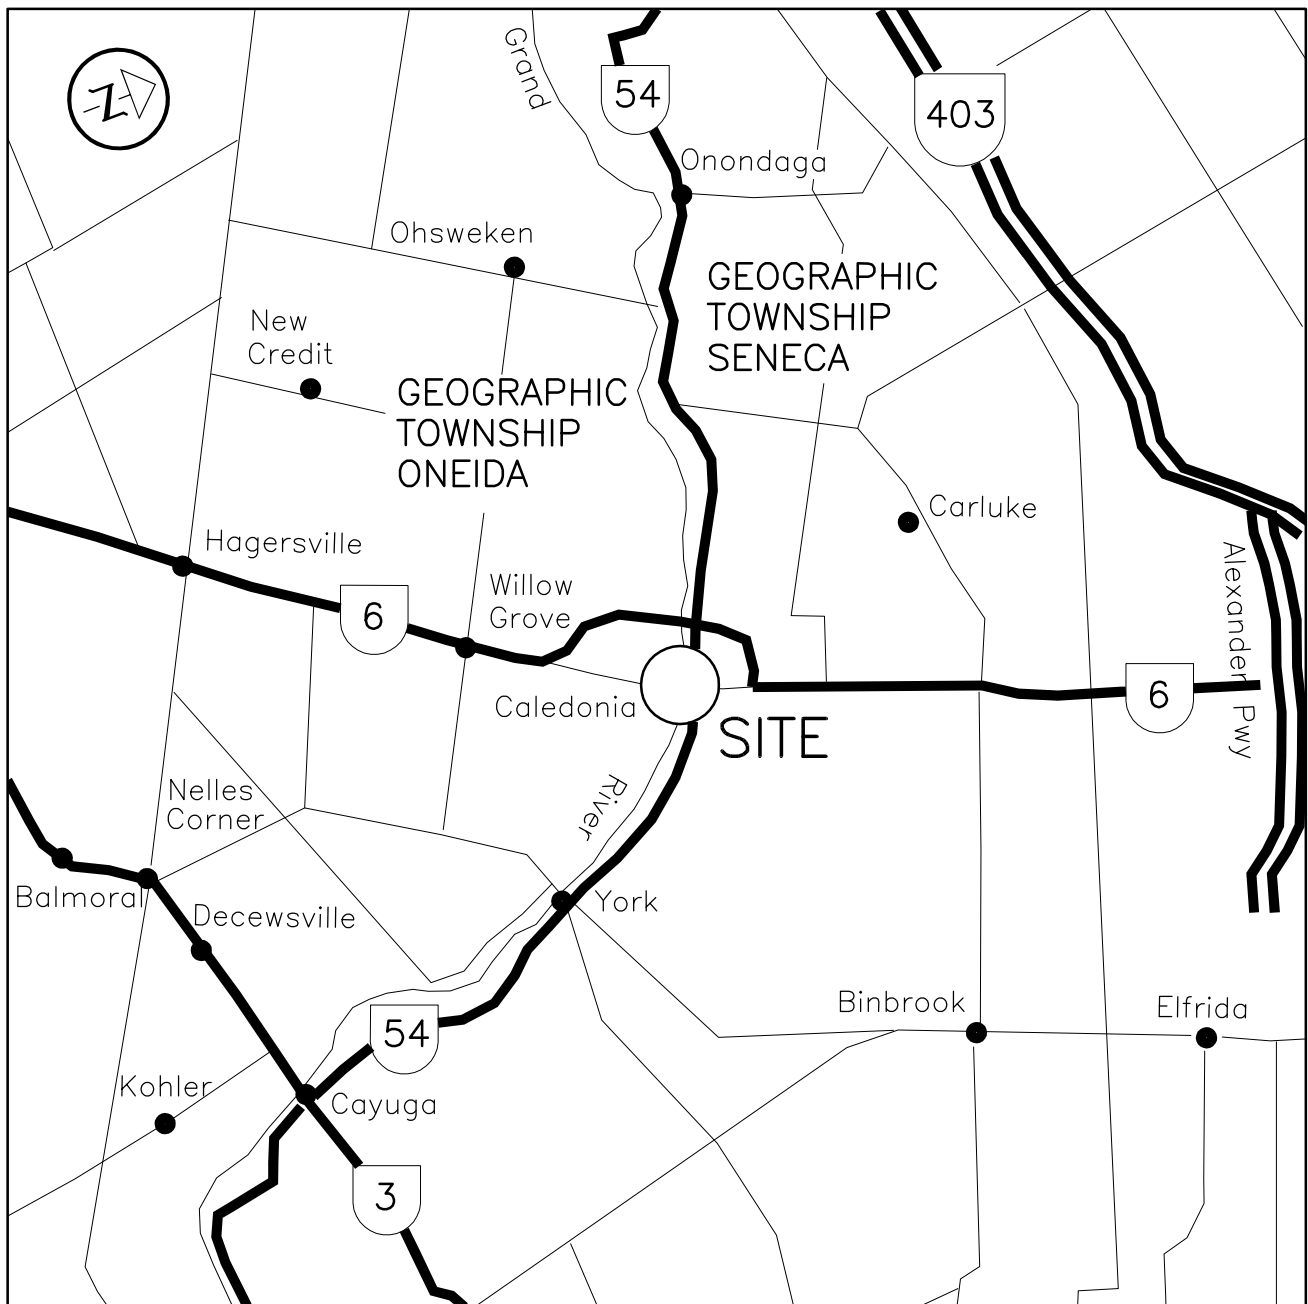 Grand
54
403
N
Onondaga
Ohsweken
GEOGRAPHIC
TOWNSHIP
SENECA
New
Credit
GEOGRAPHIC
TOWNSHIP
ONEIDA
Carluke
Hagersville
Willow
Grove
6
Alexander Pwy
6
Caledonia
SITE
River
Nelles
Corner
Balmoral
York
Decewsville
Binbrook
Elfrida
54
Kohler
Cayuga
3